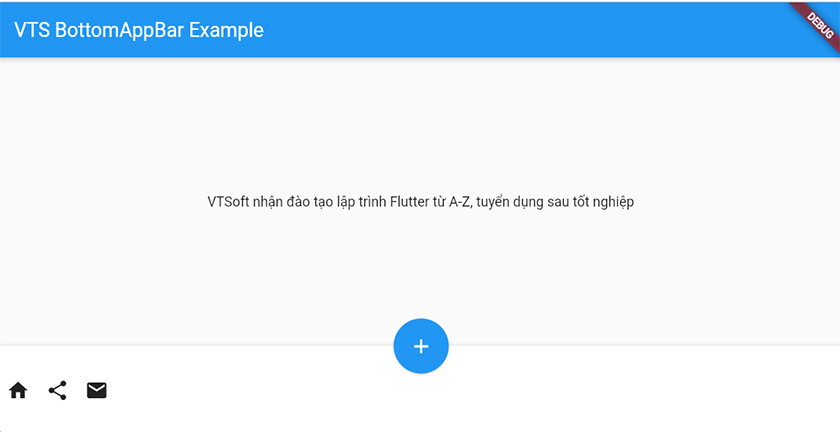 VTS BottomAppBar Example
DEBUG
VTSoft nhận đào tạo lập trình Flutter từ A-Z, tuyển dụng sau tốt nghiệp